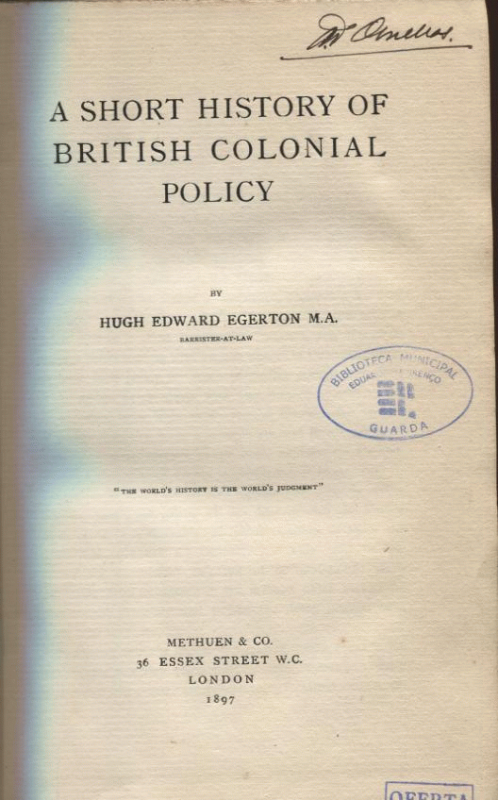 A SHORT HISTORY OF
BRITISH COLONIAL
POLICY
BY
HUGH EDWARD EGERTON M.A.
BARRISTER-AT-LAW
BIBLIOTECA MUNICIPAL
GUARDA
"THE WORLD'S HISTORY IS THE WORLD'S JUDGMENT"
METHUEN & CO.
36 ESSEX STREET W.C.
LONDON
1897
OFERTA